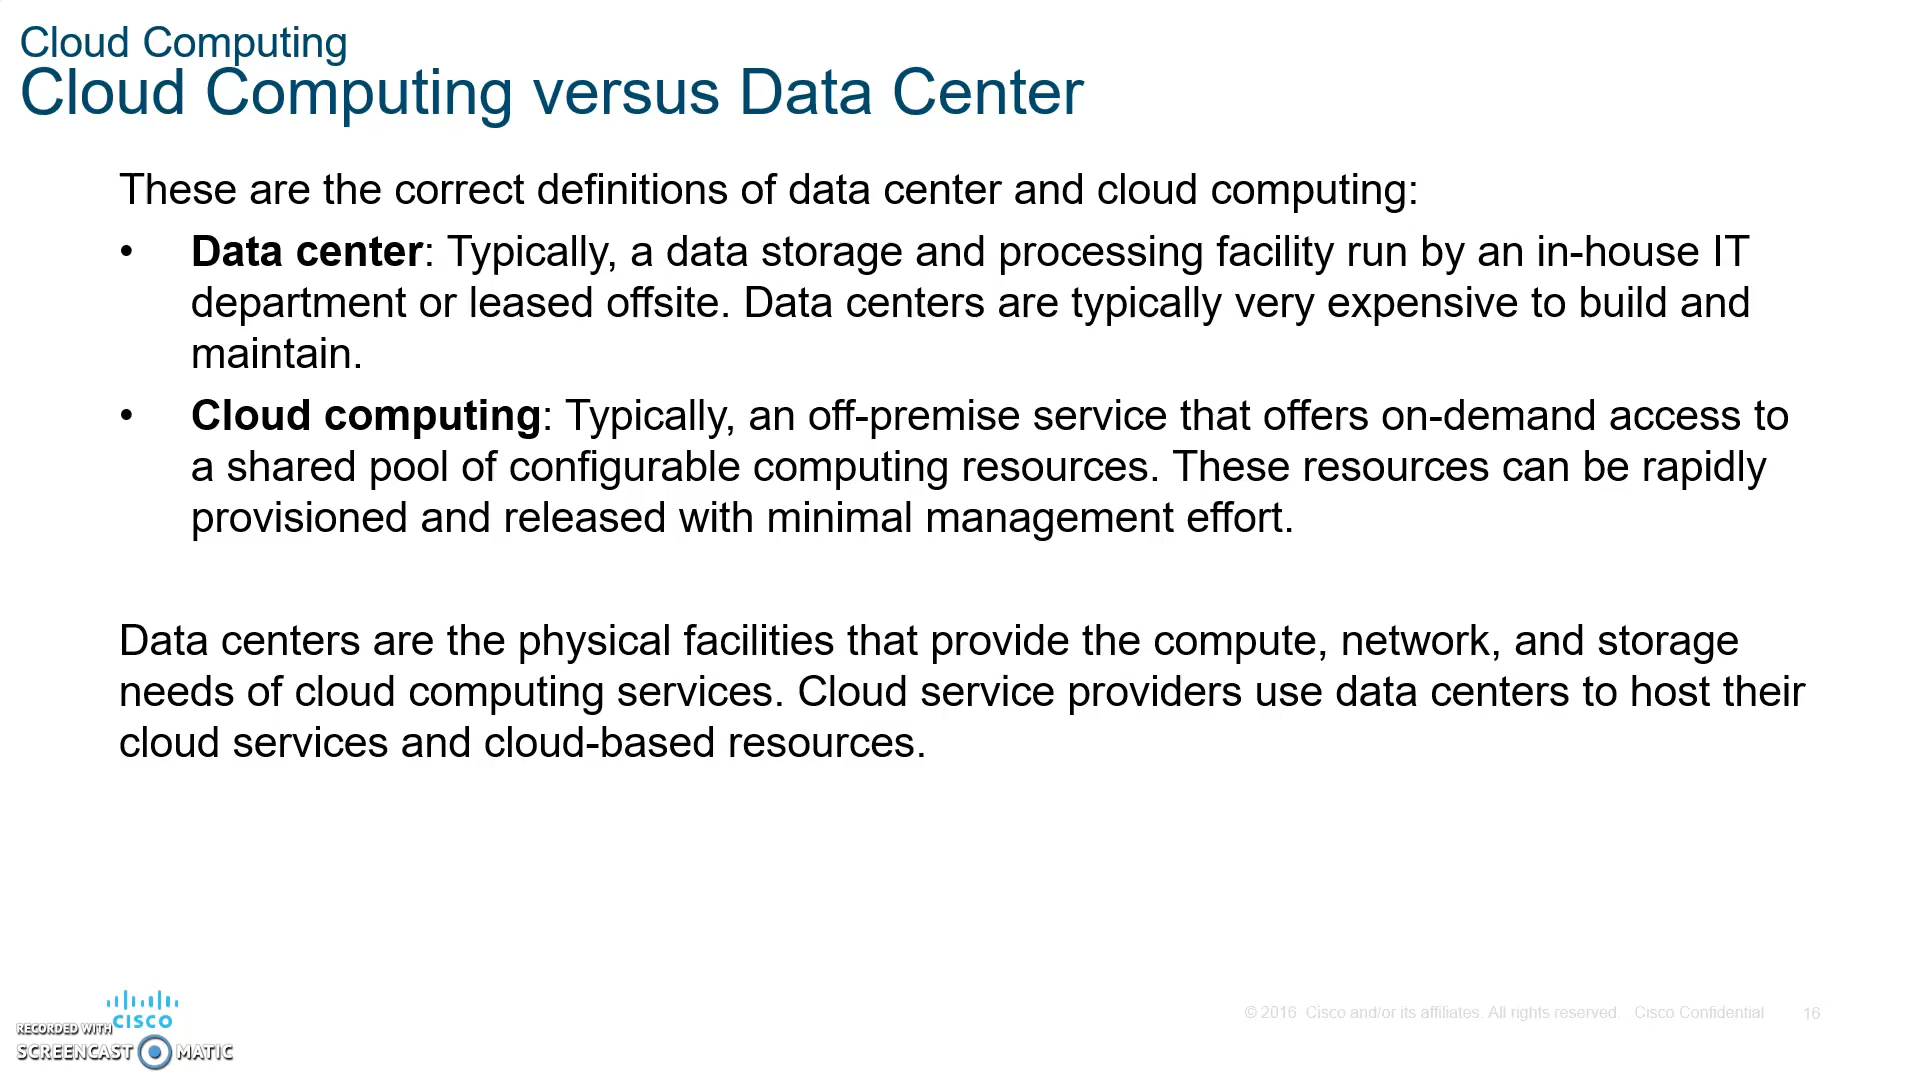 Cloud Computing
Cloud Computing versus Data Center
These are the correct definitions of data center and cloud computing:
• Data center: Typically, a data storage and processing facility run by an in-house IT
department or leased offsite. Data centers are typically very expensive to build and
maintain.
• Cloud computing: Typically, an off-premise service that offers on-demand access to
a shared pool of configurable computing resources. These resources can be rapidly
provisioned and released with minimal management effort.
Data centers are the physical facilities that provide the compute, network, and storage
needs of cloud computing services. Cloud service providers use data centers to host their
cloud services and cloud-based resources.
CISCO
RECORDED WITH
SCREENCAST MATIC
© 2016 Cisco and/or its affiliates. All rights reserved. Cisco Confidential 16